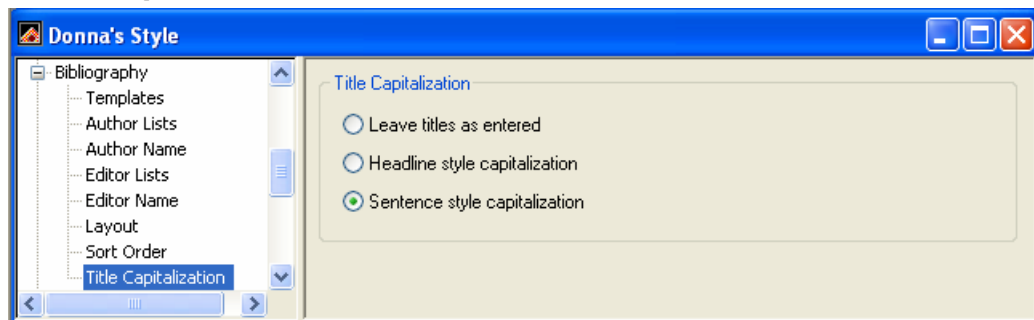 Donna's Style
Bibliography
Templates
Author Lists
Author Name
Editor Lists
Editor Name
Layout
Sort Order
Title Capitalization
Title Capitalization
Leave titles as entered
Headline style capitalization
Sentence style capitalization